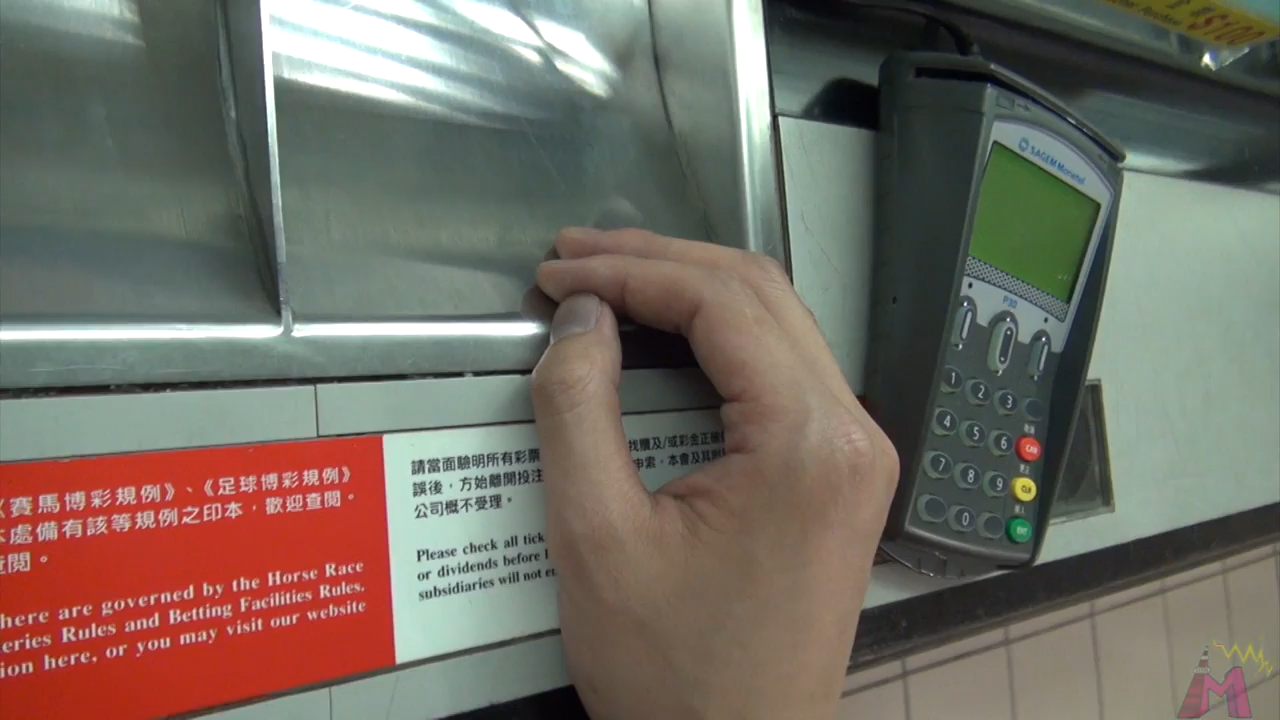 $100
SAGEM Monetel
P30
1 2 3
4 5 6
7 8 9
0
CAN
CLR
ENT
《賽馬博彩規例》、《足球博彩規例》
處備有該等規例之印本，歡迎查閱。
查閱。
here are governed by the Horse Race
eries Rules and Betting Facilities Rules.
ion here, or you may visit our website
請當面驗明所有彩票 找贖及/或彩金正確
誤後，方始離開投注 申索，本會及其附
公司概不受理。
Please check all tick
or dividends before l
subsidiaries will not e
M